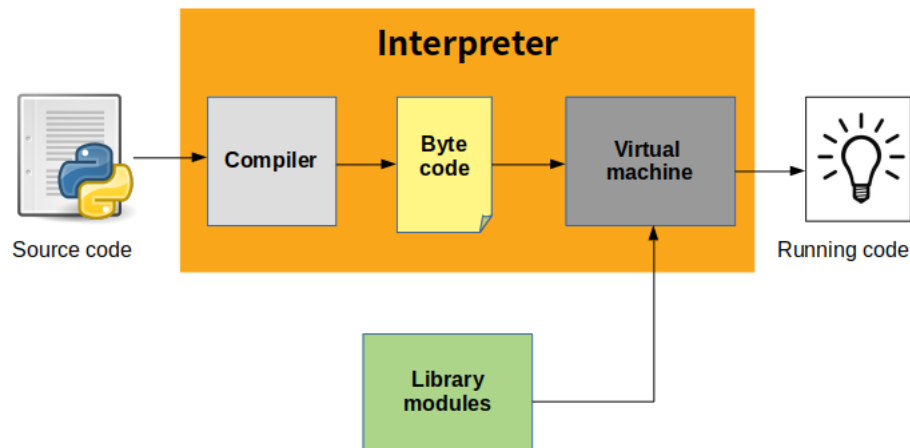 Interpreter
Compiler
Byte
code
Virtual
machine
Source code
Running code
Library
modules